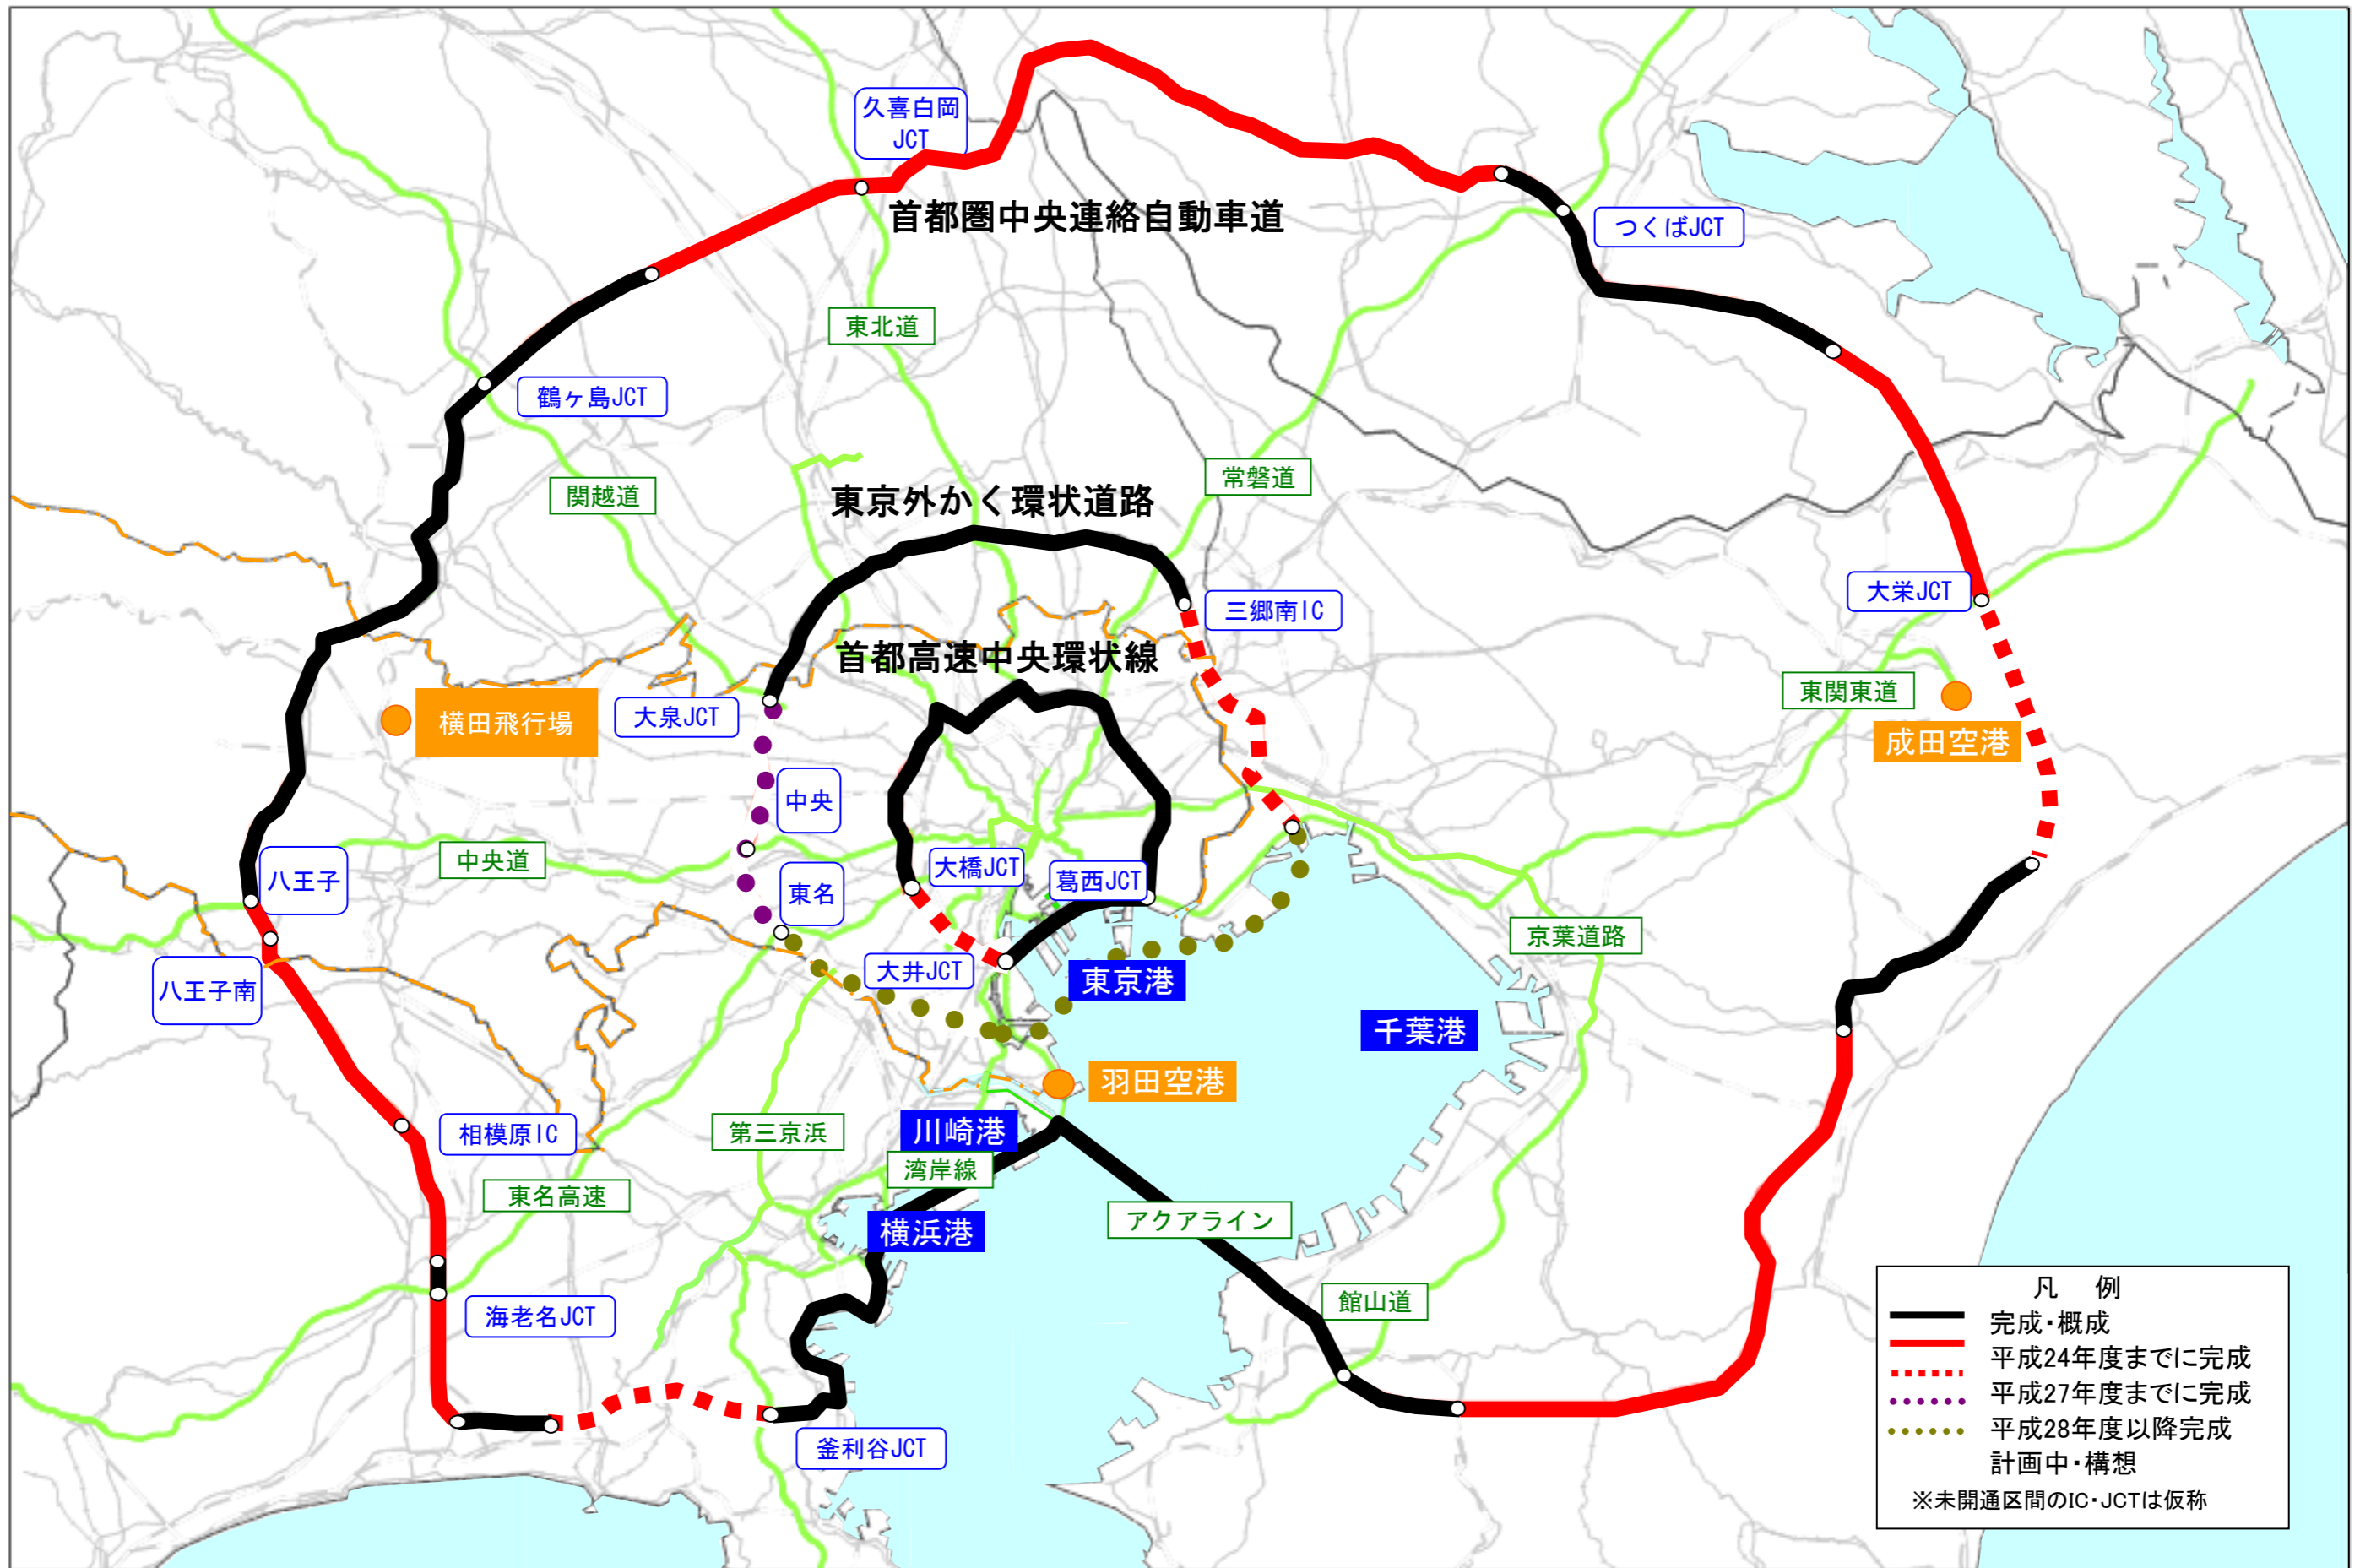 久喜白岡
JCT
首都圏中央連絡自動車道
つくばJCT
東北道
鶴ヶ島JCT
常磐道
関越道
東京外かく環状道路
大栄JCT
三郷南IC
首都高速中央環状線
東関東道
横田飛行場
大泉JCT
成田空港
中央
中央道
八王子
大橋JCT
葛西JCT
東名
京葉道路
大井JCT
東京港
八王子南
千葉港
羽田空港
川崎港
相模原IC
第三京浜
湾岸線
東名高速
横浜港
アクアライン
館山道
海老名JCT
釜利谷JCT
凡 例
完成・概成
平成24年度までに完成
平成27年度までに完成
平成28年度以降完成
計画中・構想
※未開通区間のIC・JCTは仮称